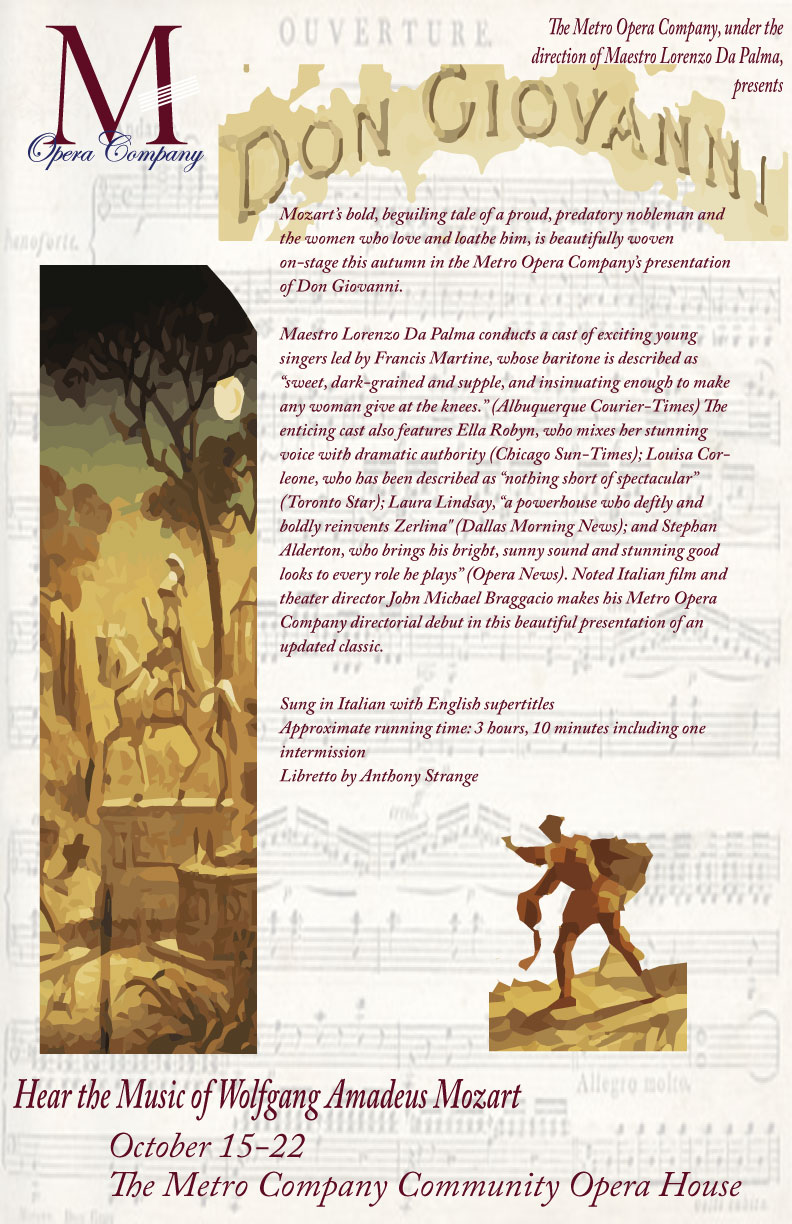 OUVERTURE.
The Metro Opera Company, under the
direction of Maestro Lorenzo Da Palma,
presents
M
Opera Company
DON GIOVANNI
Mozart's bold, beguiling tale of a proud, predatory nobleman and
the women who love and loathe him, is beautifully woven
on-stage this autumn in the Metro Opera Company's presentation
of Don Giovanni.
Maestro Lorenzo Da Palma conducts a cast of exciting young
singers led by Francis Martine, whose baritone is described as
“sweet, dark-grained and supple, and insinuating enough to make
any woman give at the knees.” (Albuquerque Courier-Times) The
enticing cast also features Ella Robyn, who mixes her stunning
voice with dramatic authority (Chicago Sun-Times); Louisa Cor-
leone, who has been described as “nothing short of spectacular”
(Toronto Star); Laura Lindsay, “a powerhouse who deftly and
boldly reinvents Zerlina" (Dallas Morning News); and Stephan
Alderton, who brings his bright, sunny sound and stunning good
looks to every role he plays” (Opera News). Noted Italian film and
theater director John Michael Braggacio makes his Metro Opera
Company directorial debut in this beautiful presentation of an
updated classic.
Sung in Italian with English supertitles
Approximate running time: 3 hours, 10 minutes including one
intermission
Libretto by Anthony Strange
Allegro molto.
Hear the Music of Wolfgang Amadeus Mozart
October 15-22
The Metro Company Community Opera House